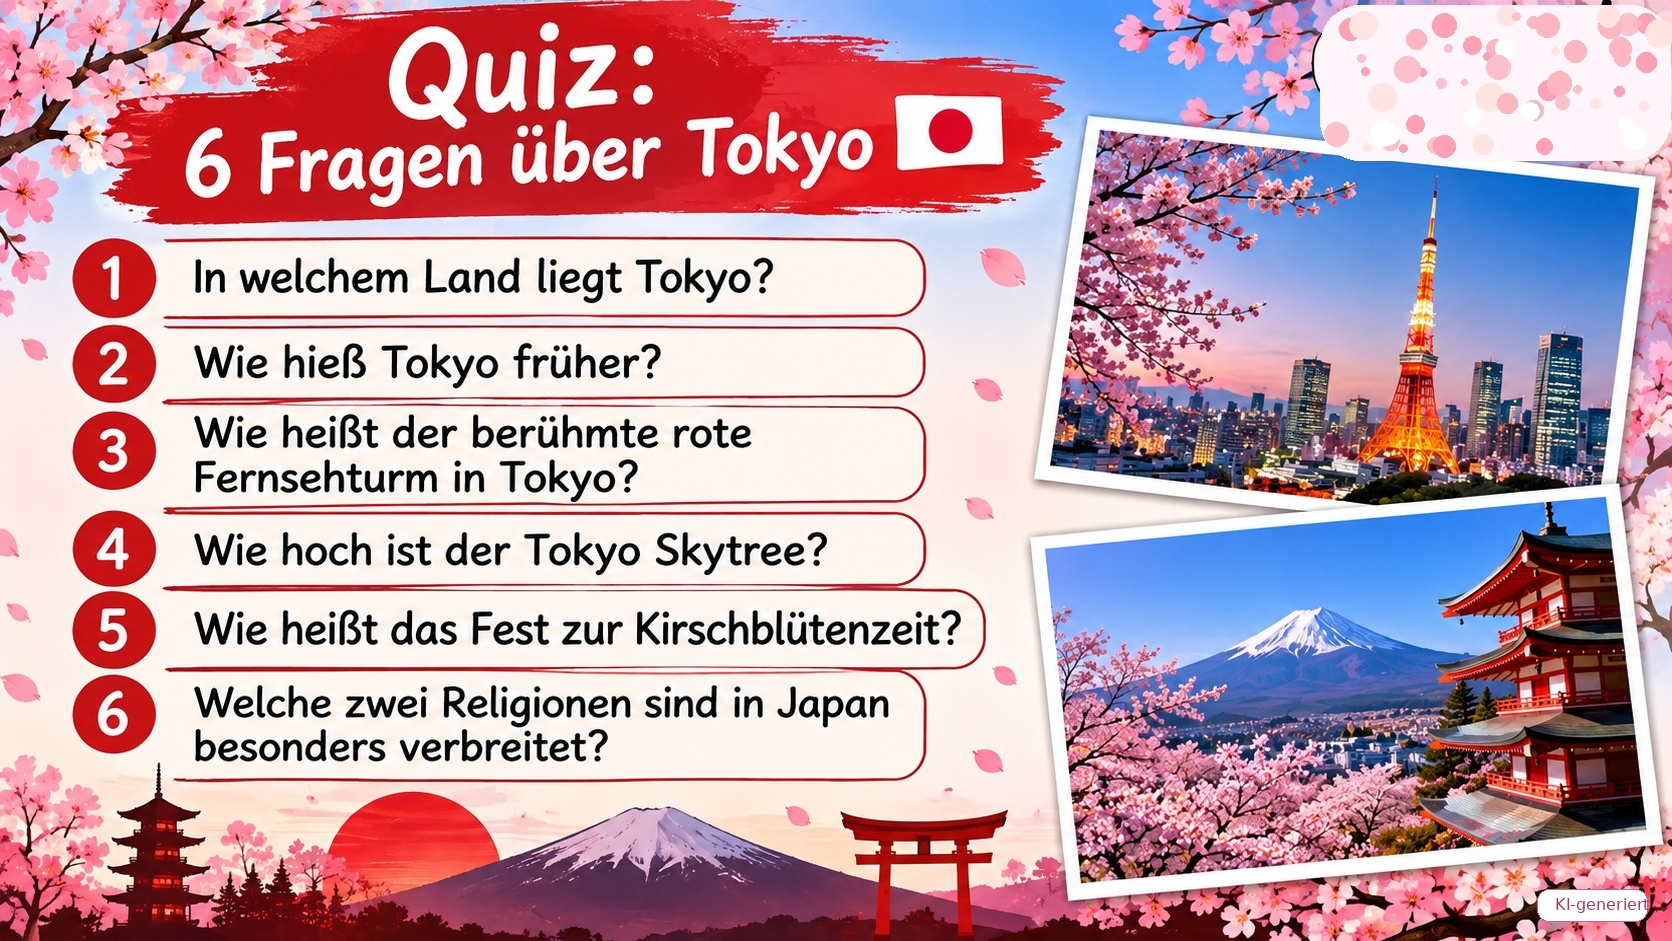 Quiz:
6 Fragen über Tokyo
1 In welchem Land liegt Tokyo?
2 Wie hieß Tokyo früher?
3 Wie heißt der berühmte rote
Fernsehturm in Tokyo?
4 Wie hoch ist der Tokyo Skytree?
5 Wie heißt das Fest zur Kirschblütenzeit?
6 Welche zwei Religionen sind in Japan
besonders verbreitet?
KI-generiert